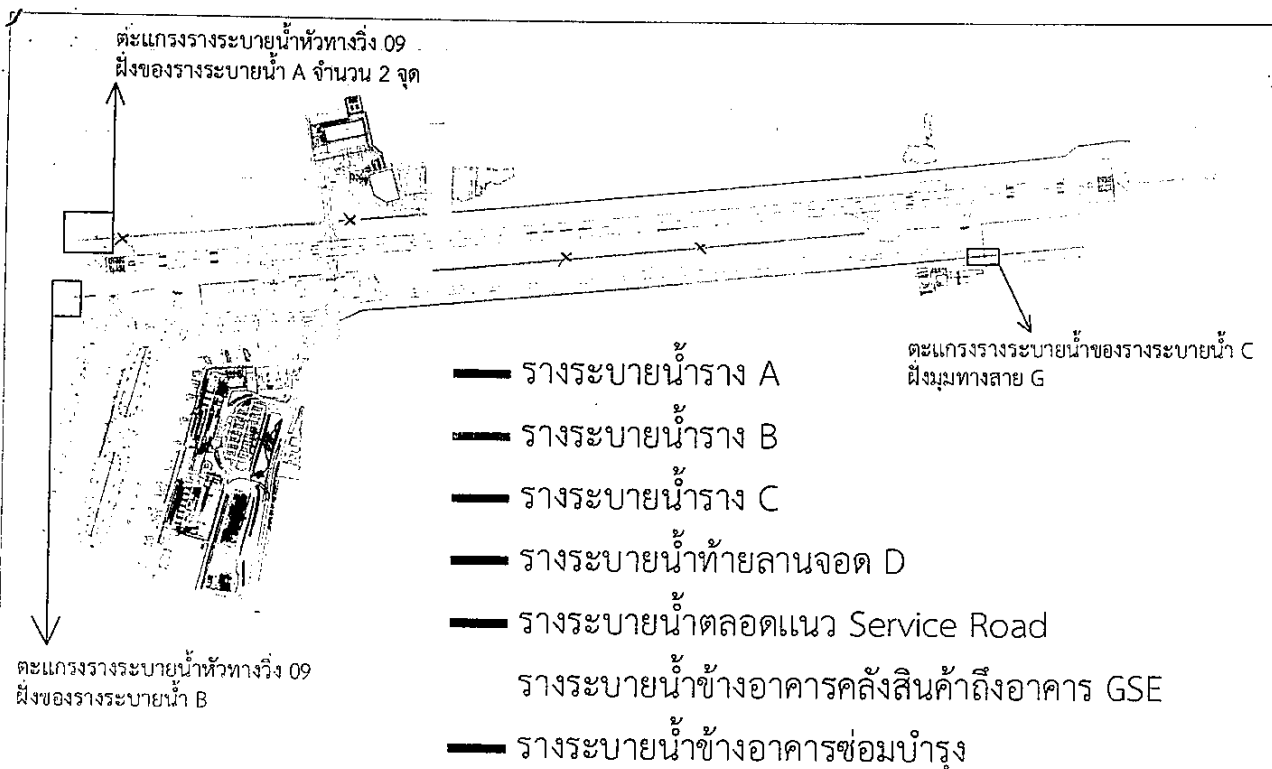 ตะแกรงรางระบายน้ำหัวทางวิ่ง 09
ฝั่งของรางระบายน้ำ A จำนวน 2 จุด
ตะแกรงรางระบายน้ำของรางระบายน้ำ C
ฝั่งมุมทางสาย G
รางระบายน้ำราง A
รางระบายน้ำราง B
รางระบายน้ำราง C
รางระบายน้ำท้ายลานจอด D
รางระบายน้ำตลอดแนว Service Road
รางระบายน้ำข้างอาคารคลังสินค้าถึงอาคาร GSE
รางระบายน้ำข้างอาคารซ่อมบำรุง
ตะแกรงรางระบายน้ำหัวทางวิ่ง 09
ฝั่งของรางระบายน้ำ B